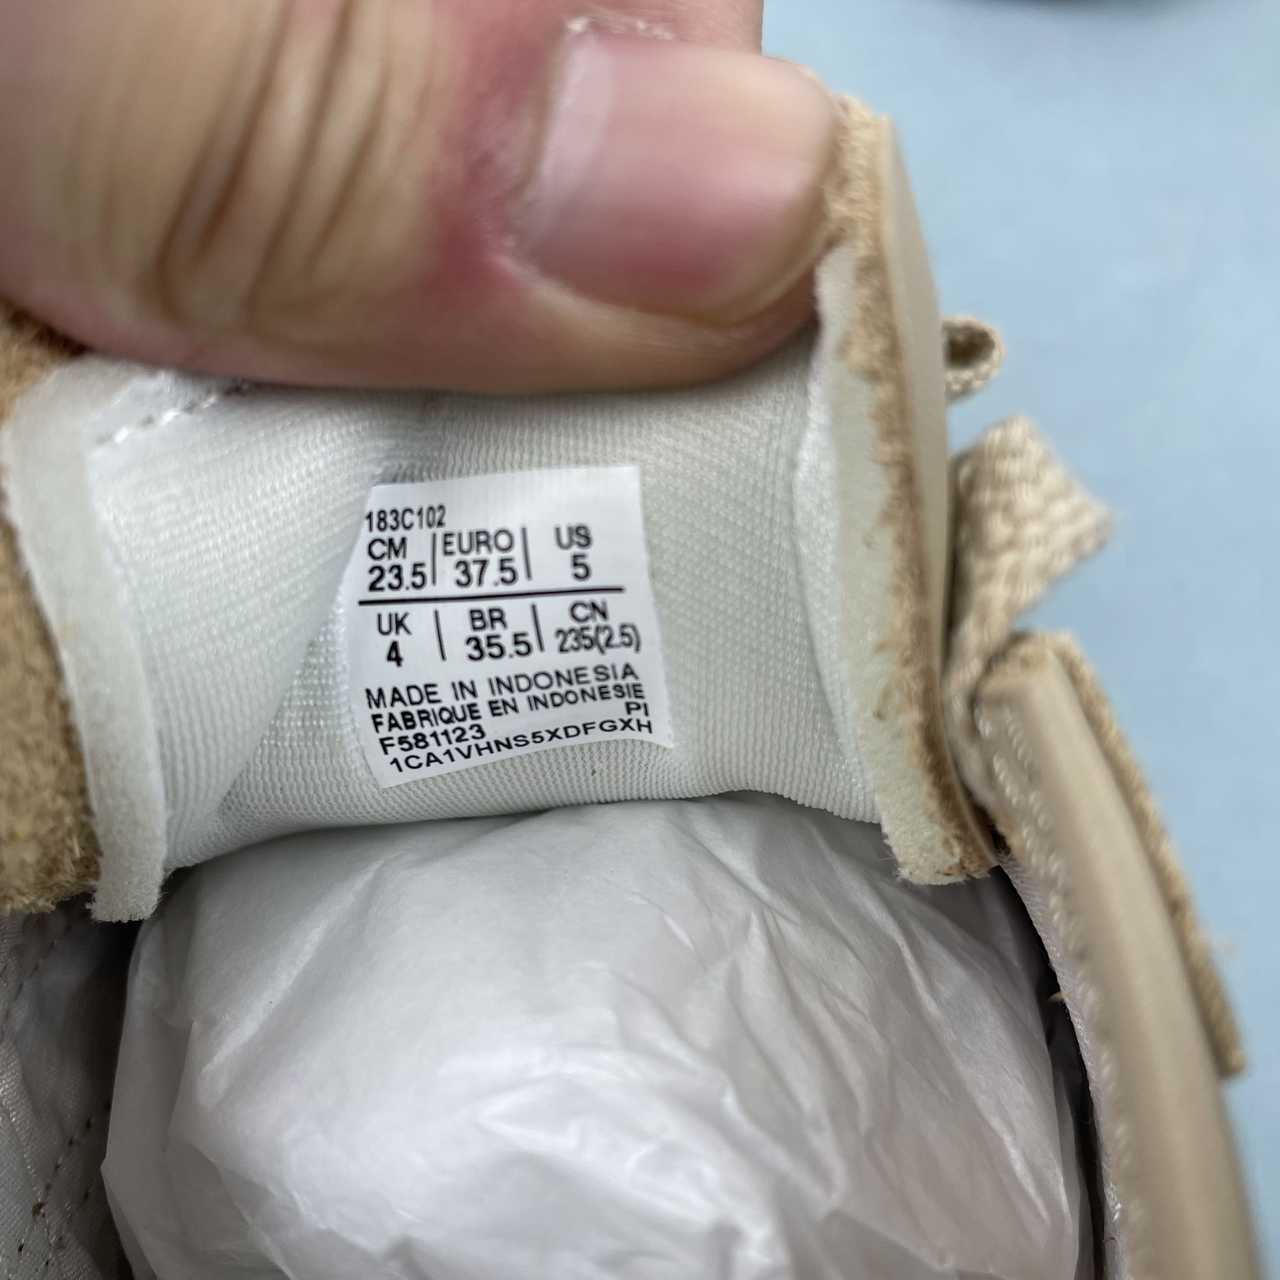 183C102
CM | EURO | US
23.5 | 37.5 | 5
UK | BR | CN
4 | 35.5 | 235(2.5)
MADE IN INDONESIA
FABRIQUE EN INDONESIE
F581123 PI
1CA1VHNS5XDFGXH